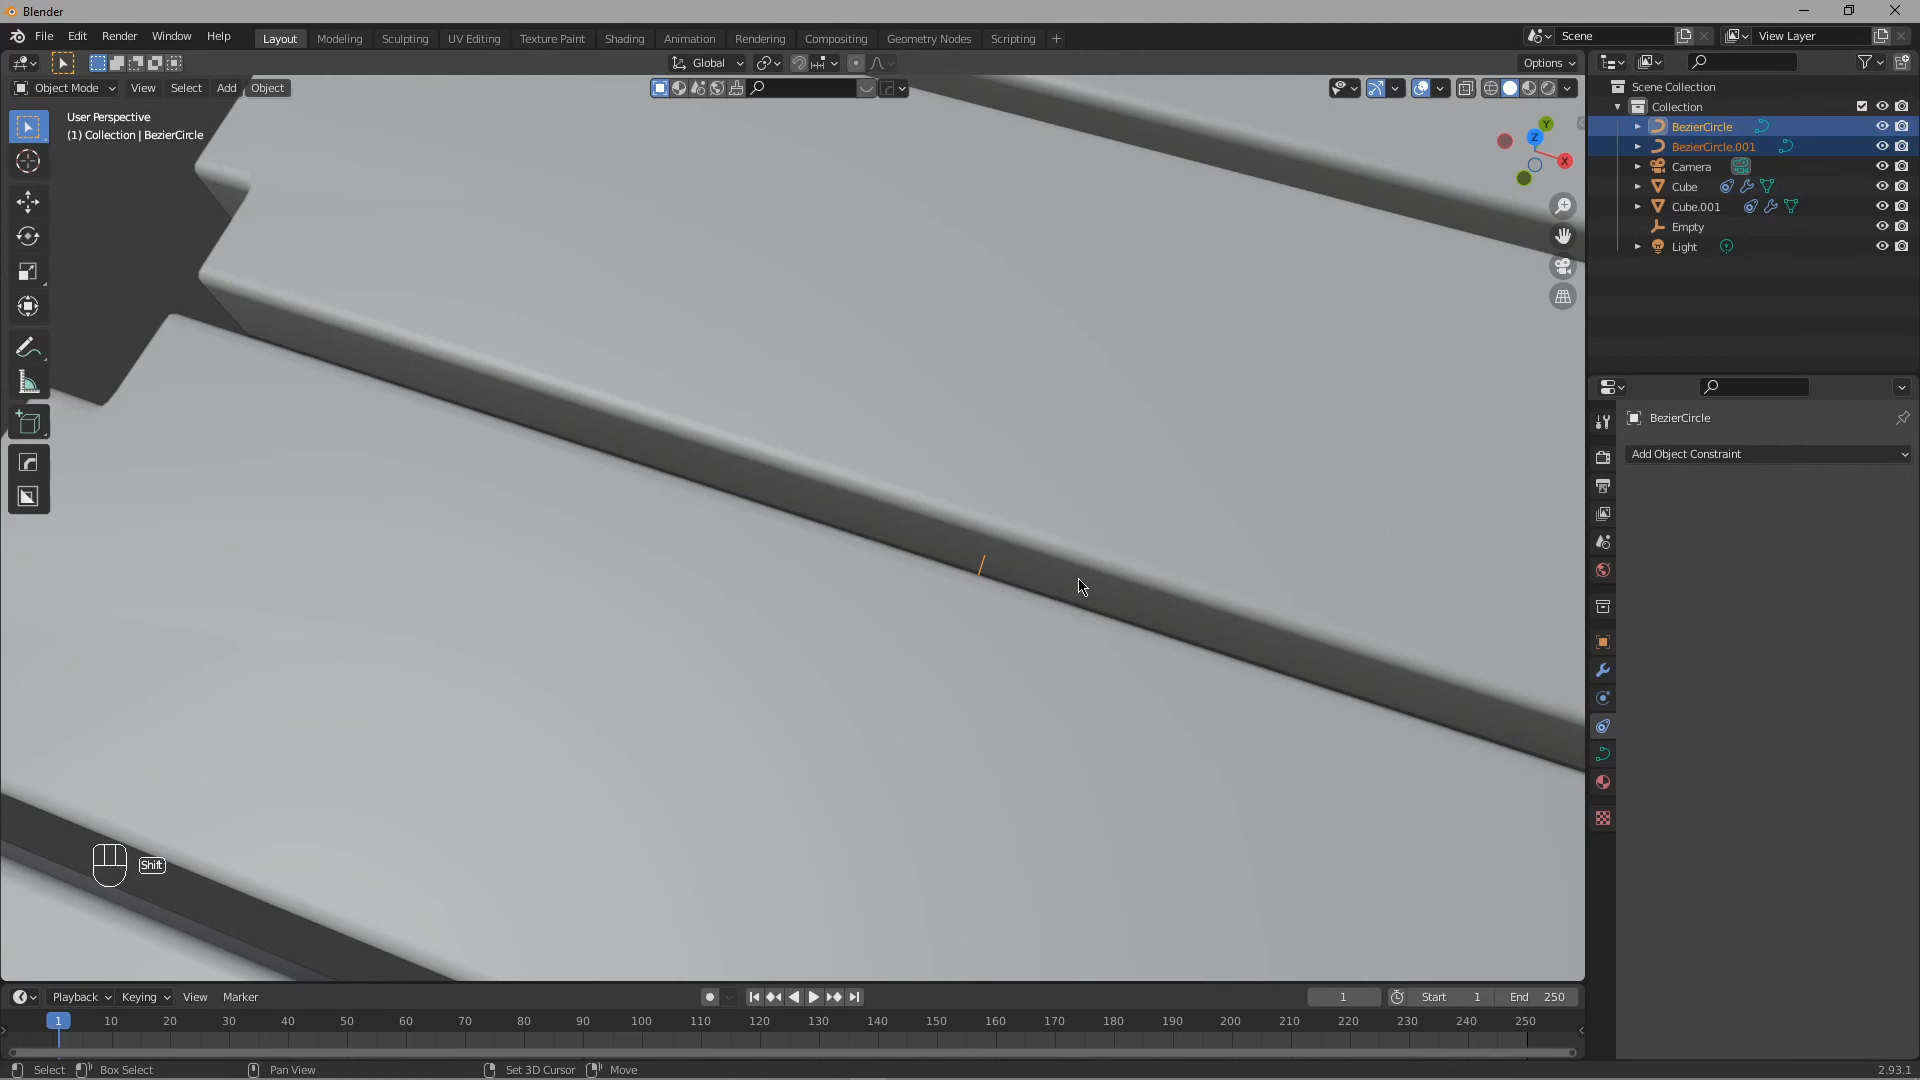 Blender
File Edit Render Window Help
Layout Modeling Sculpting UV Editing Texture Paint Shading Animation Rendering Compositing Geometry Nodes Scripting +
Scene
View Layer
Global
Options
Object Mode View Select Add Object
User Perspective
(1) Collection | BezierCircle
Y
Z
X
Scene Collection
Collection
BezierCircle
BezierCircle.001
Camera
Cube
Cube.001
Empty
Light
BezierCircle
Add Object Constraint
Shift
Playback Keying View Marker
1
Start 1
End 250
1 10 20 30 40 50 60 70 80 90 100 110 120 130 140 150 160 170 180 190 200 210 220 230 240 250
Select Box Select Pan View Set 3D Cursor Move
2.93.1